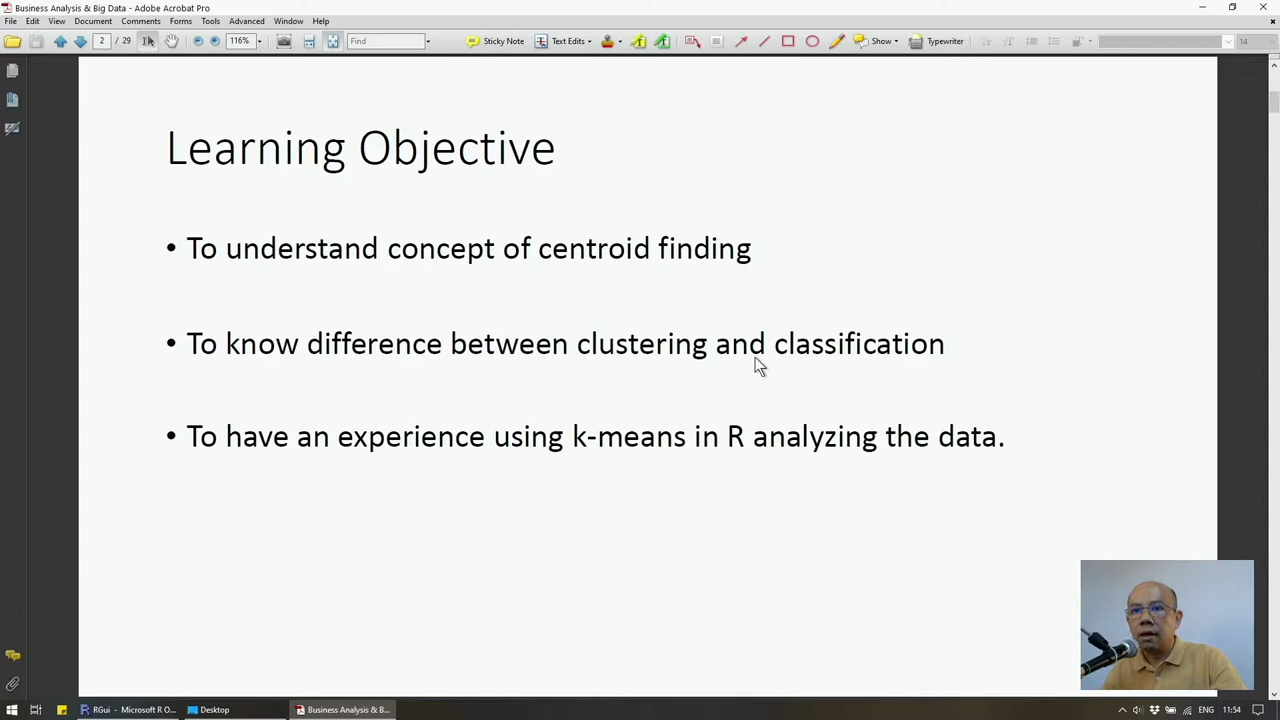 Business Analysis & Big Data - Adobe Acrobat Pro
File Edit View Document Comments Forms Tools Advanced Window Help
2 / 29 116% Find Sticky Note Text Edits Show Typewriter 14
Learning Objective
• To understand concept of centroid finding
• To know difference between clustering and classification
• To have an experience using k-means in R analyzing the data.
RGui - Microsoft R O... Desktop Business Analysis & B... ENG 11:54